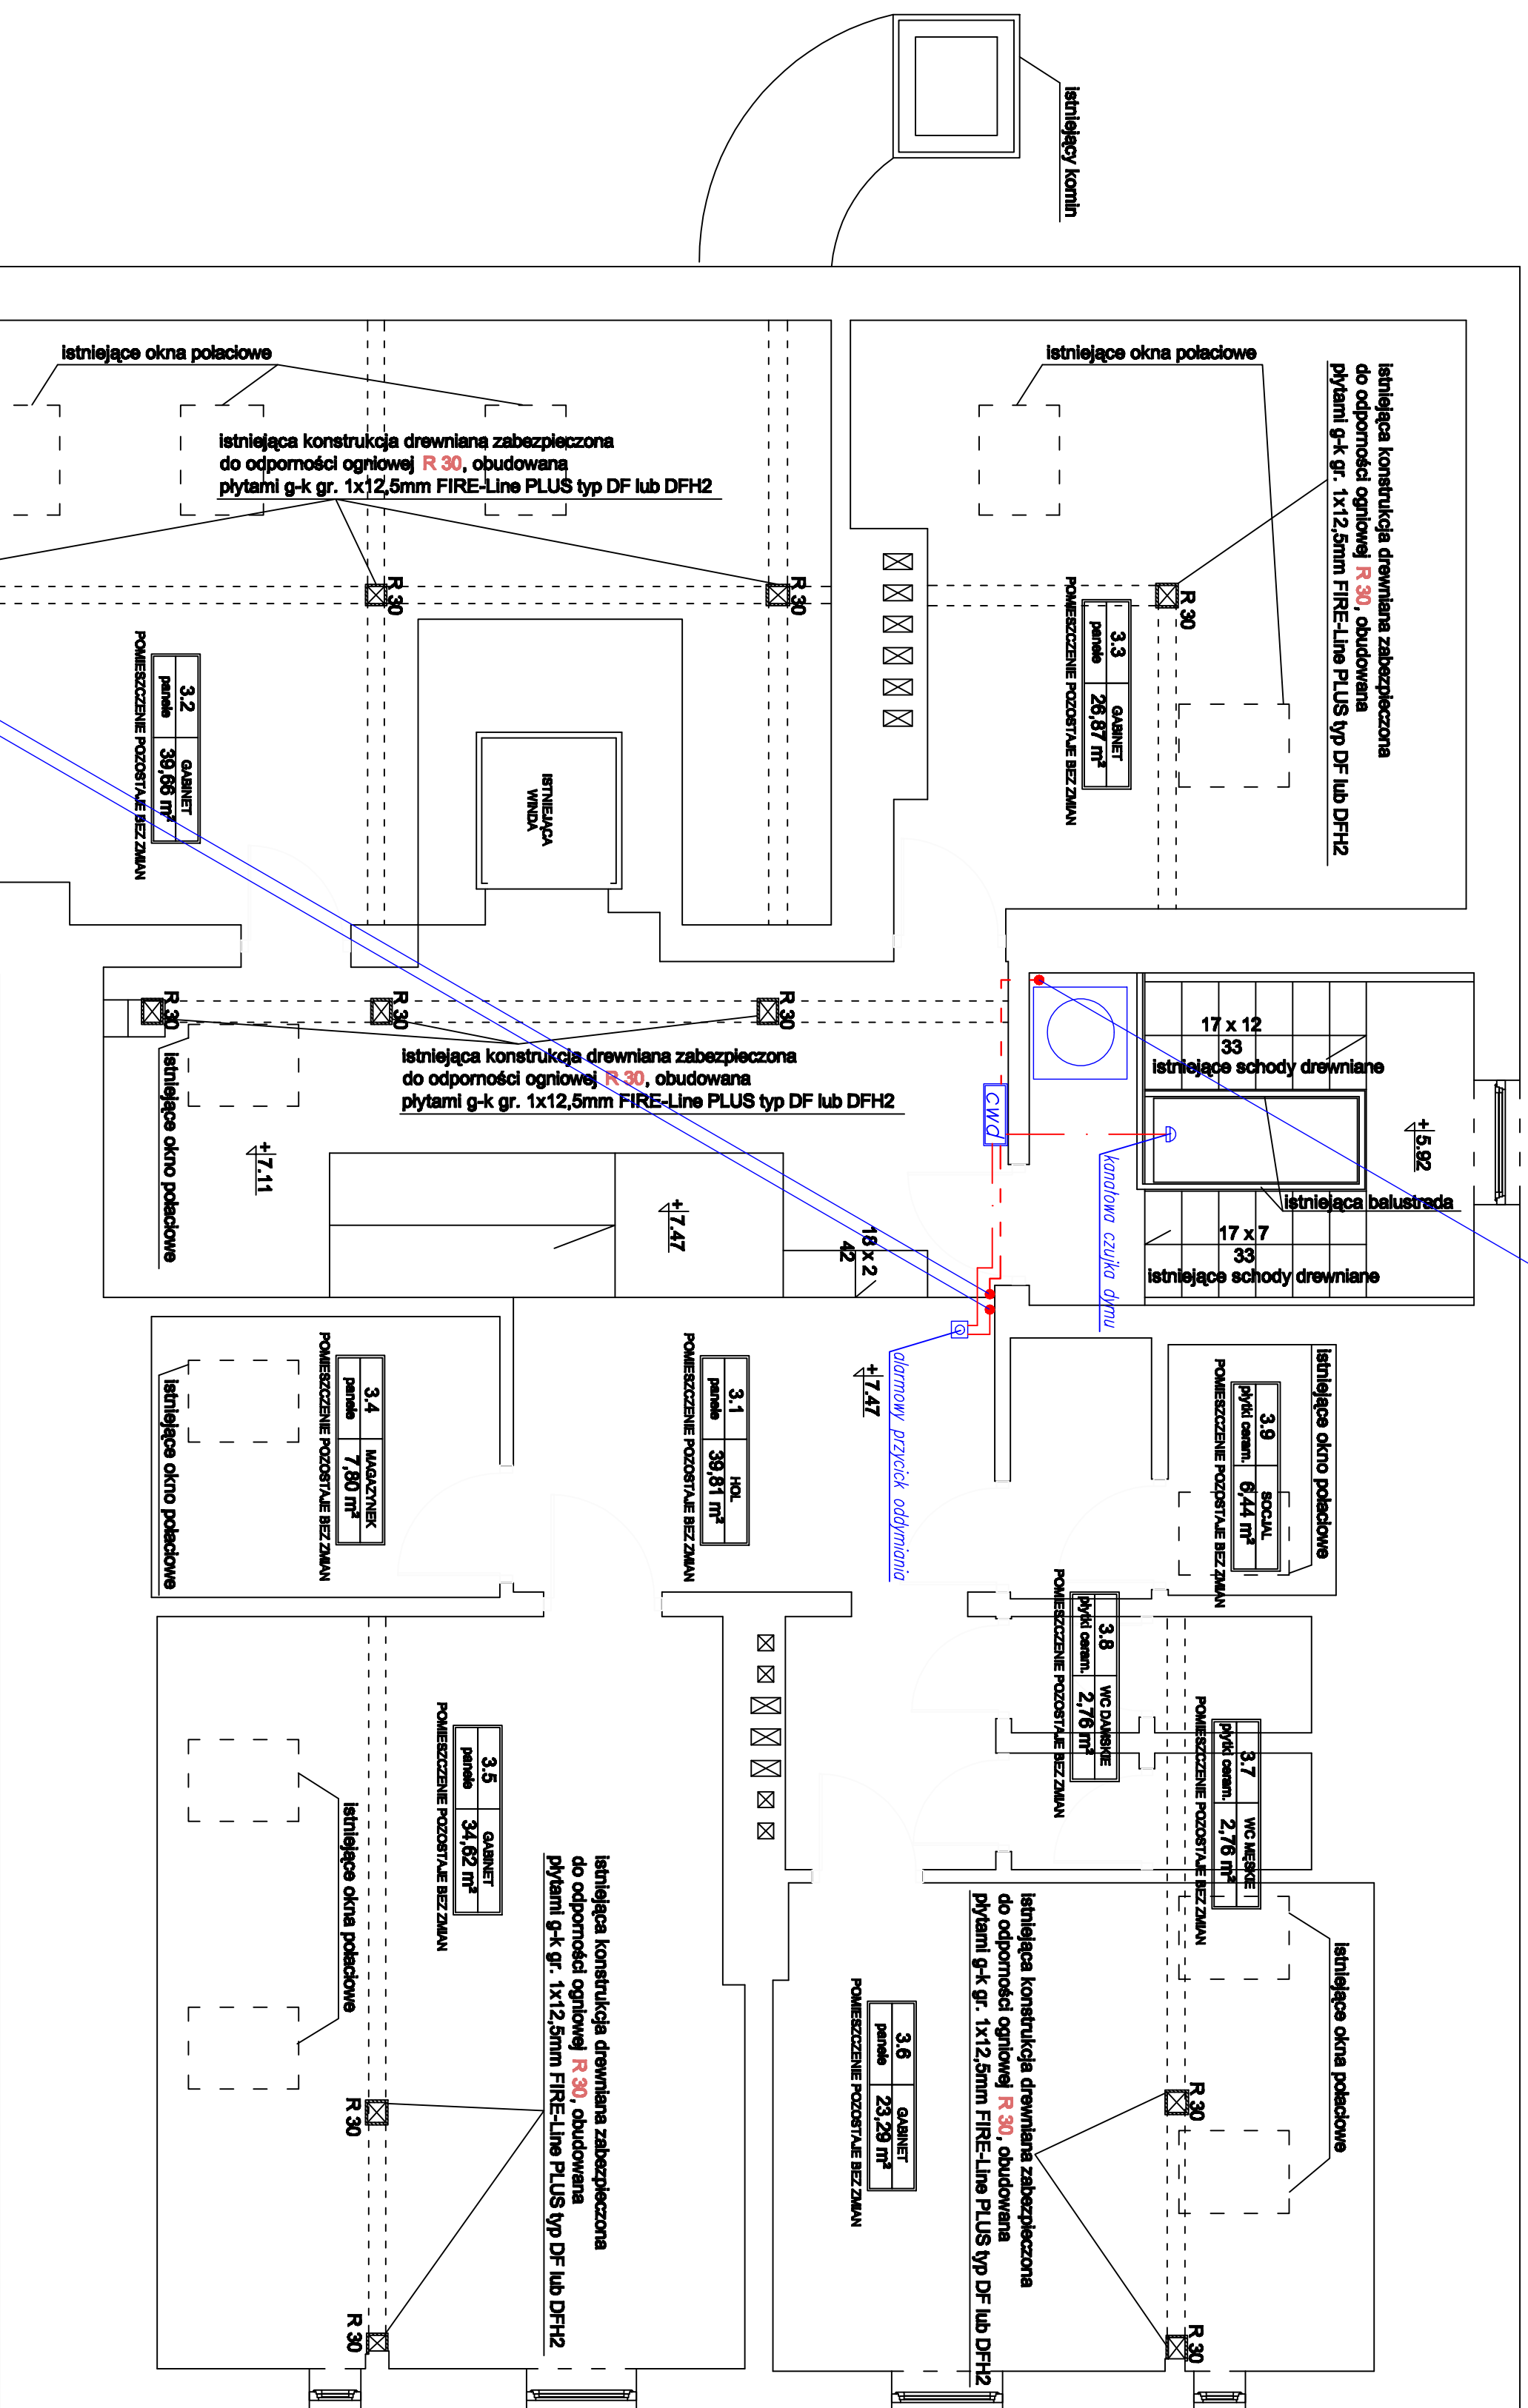 istniejący komin
istniejące okna połaciowe
istniejąca konstrukcja drewniana zabezpieczona
do odporności ogniowej R 30, obudowana
płytami g-k gr. 1x12,5mm FIRE-Line PLUS typ DF lub DFH2
R 30
R 30
3.2
GABINET
panele
39,66 m²
POMIESZCZENIE POZOSTAJE BEZ ZMIAN
ISTNIEJĄCA
WINDA
istniejące okna połaciowe
istniejąca konstrukcja drewniana zabezpieczona
do odporności ogniowej R 30, obudowana
płytami g-k gr. 1x12,5mm FIRE-Line PLUS typ DF lub DFH2
R 30
3.3
GABINET
panele
26,87 m²
POMIESZCZENIE POZOSTAJE BEZ ZMIAN
R 30
R 30
R 30
istniejąca konstrukcja drewniana zabezpieczona
do odporności ogniowej R 30, obudowana
płytami g-k gr. 1x12,5mm FIRE-Line PLUS typ DF lub DFH2
istniejące okno połaciowe
+7.11
+7.47
18 x 2
42
cwd
17 x 12
33
istniejące schody drewniane
+5.92
istniejąca balustrada
17 x 7
33
istniejące schody drewniane
kanałowa czujka dymu
alarmowy przycick oddymiania
+7.47
3.1
HOL
panele
39,81 m²
POMIESZCZENIE POZOSTAJE BEZ ZMIAN
3.4
MAGAZYNEK
panele
7,80 m²
POMIESZCZENIE POZOSTAJE BEZ ZMIAN
istniejące okno połaciowe
istniejące okno połaciowe
3.9
SOCJAL
płytki ceram.
6,44 m²
POMIESZCZENIE POZOSTAJE BEZ ZMIAN
3.8
WC DAMSKIE
płytki ceram.
2,76 m²
POMIESZCZENIE POZOSTAJE BEZ ZMIAN
3.7
WC MĘSKIE
płytki ceram.
2,76 m²
POMIESZCZENIE POZOSTAJE BEZ ZMIAN
3.5
GABINET
panele
34,62 m²
POMIESZCZENIE POZOSTAJE BEZ ZMIAN
istniejące okna połaciowe
istniejąca konstrukcja drewniana zabezpieczona
do odporności ogniowej R 30, obudowana
płytami g-k gr. 1x12,5mm FIRE-Line PLUS typ DF lub DFH2
R 30
R 30
3.6
GABINET
panele
23,29 m²
POMIESZCZENIE POZOSTAJE BEZ ZMIAN
istniejąca konstrukcja drewniana zabezpieczona
do odporności ogniowej R 30, obudowana
płytami g-k gr. 1x12,5mm FIRE-Line PLUS typ DF lub DFH2
istniejące okna połaciowe
R 30
R 30